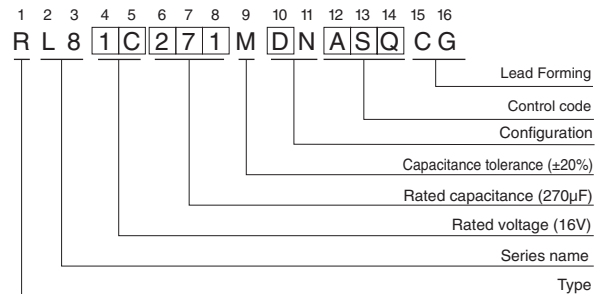 1 2 3 4 5 6 7 8 9 10 11 12 13 14 15 16
R L 8 1 C 2 7 1 M D N A S Q C G
Lead Forming
Control code
Configuration
Capacitance tolerance (±20%)
Rated capacitance (270µF)
Rated voltage (16V)
Series name
Type